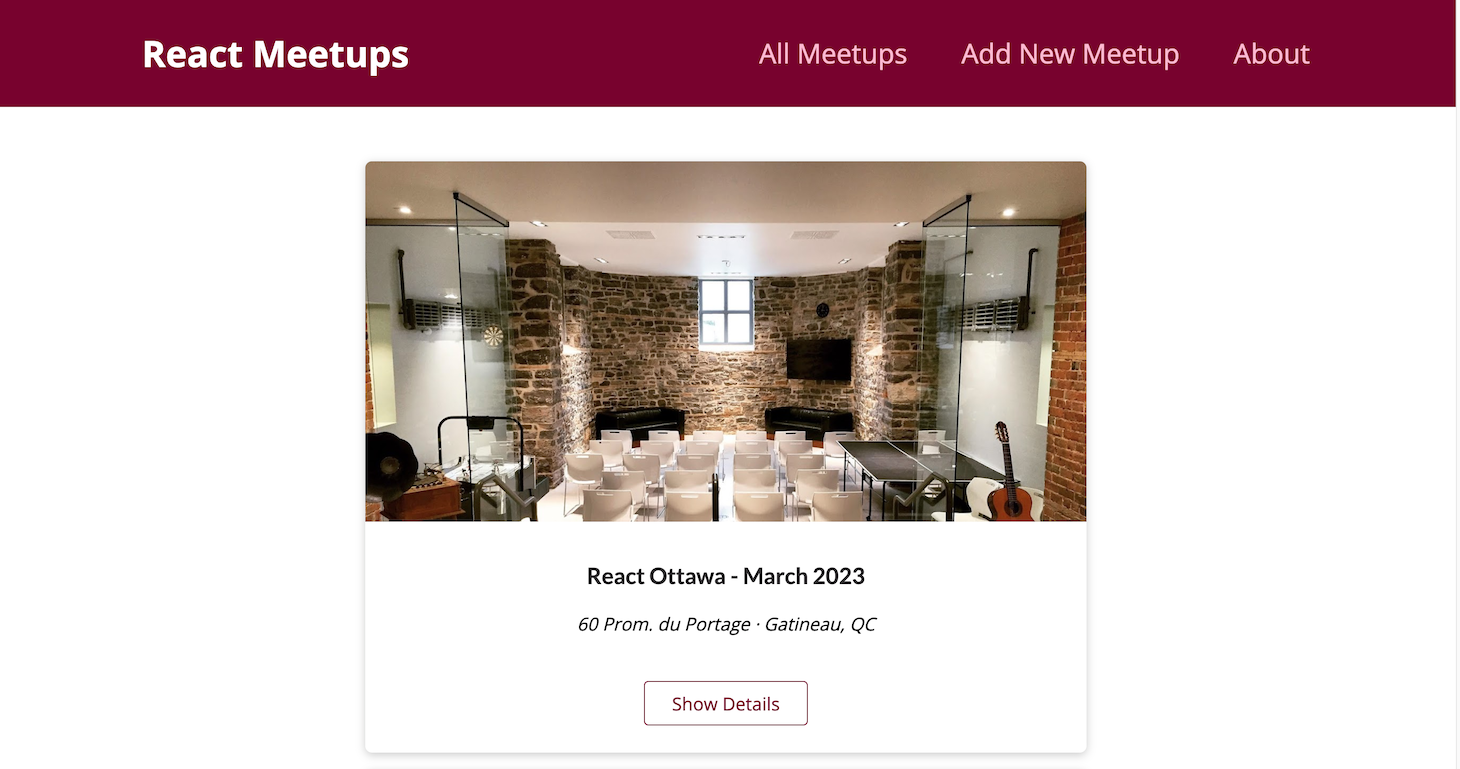 React Meetups
All Meetups
Add New Meetup
About
React Ottawa - March 2023
60 Prom. du Portage · Gatineau, QC
Show Details